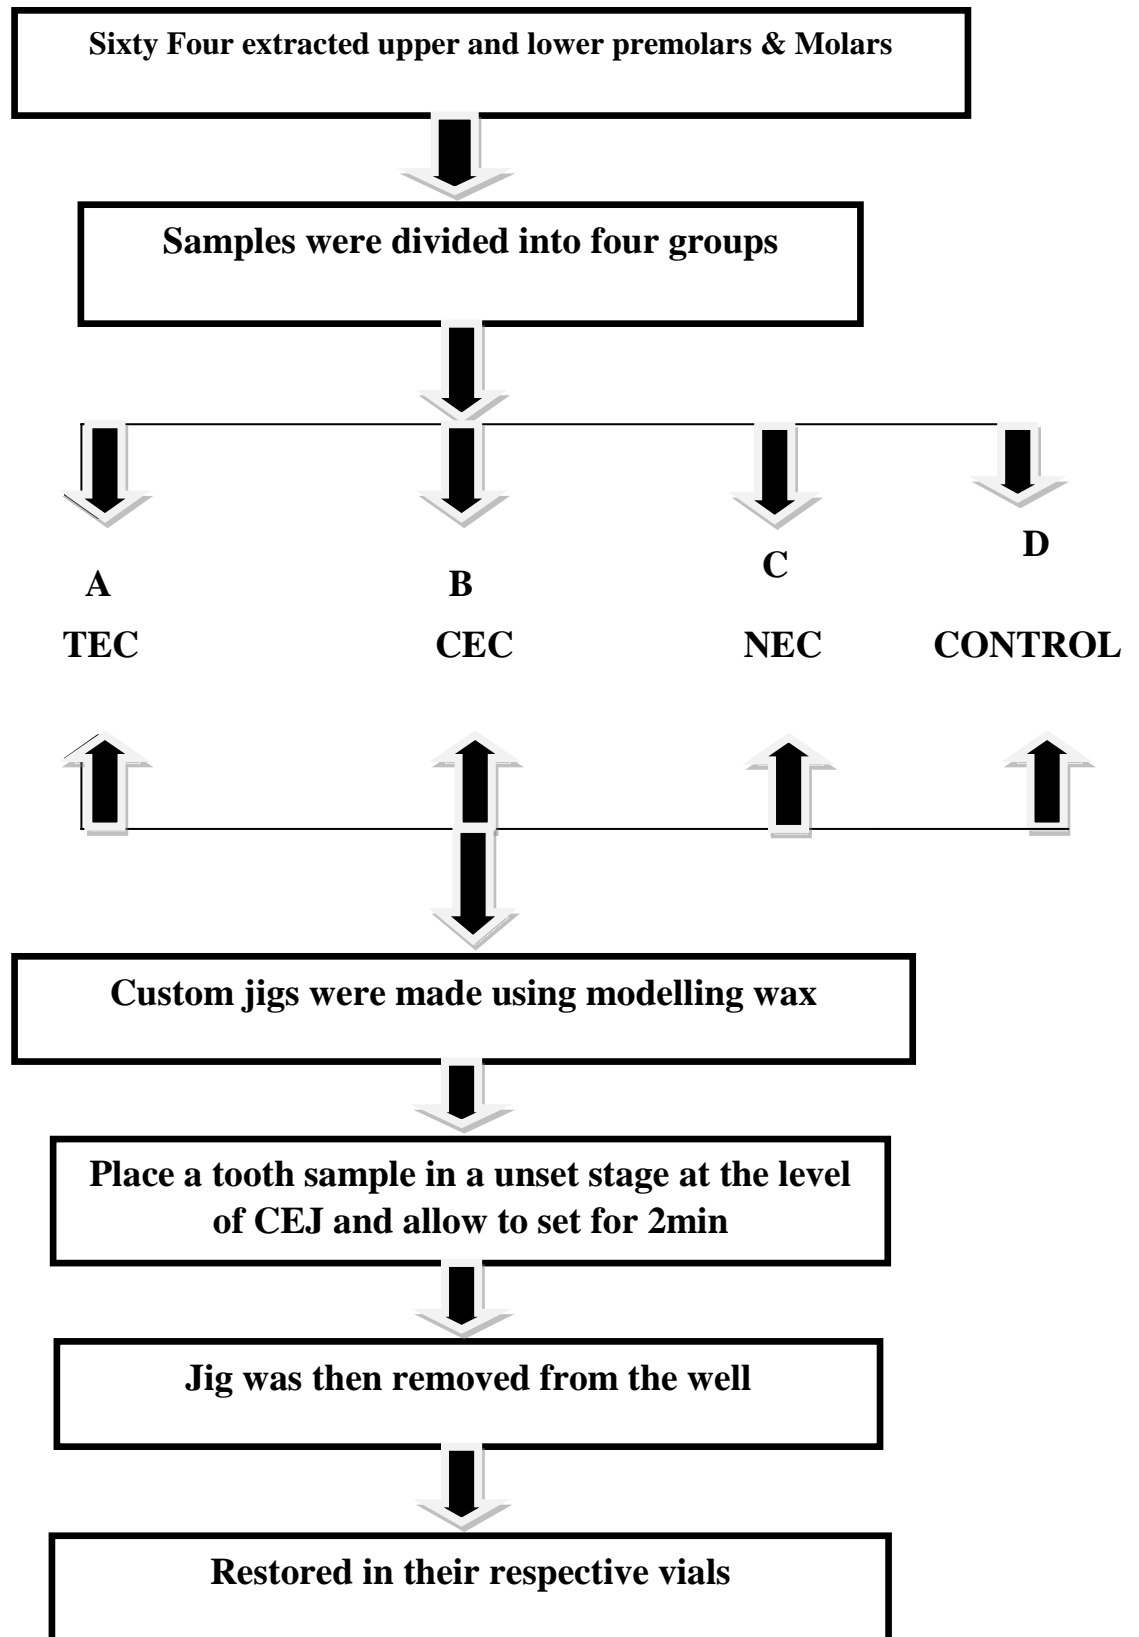 Sixty Four extracted upper and lower premolars & Molars
Samples were divided into four groups
A
B
C
D
TEC
CEC
NEC
CONTROL
Custom jigs were made using modelling wax
Place a tooth sample in a unset stage at the level
of CEJ and allow to set for 2min
Jig was then removed from the well
Restored in their respective vials